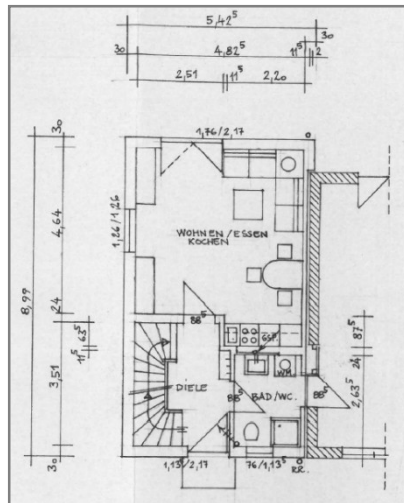 5,42⁵
30 4,82⁵ 11⁵ 2 30
2,51 11⁵ 2,20
1,76/2,17
30
4,64
1,26/1,26
8,99
24
11⁵ 63⁵
3,51
30
WOHNEN/ESSEN
KOCHEN
88⁵
GSP.
DIELE
WM
BAD/WC.
88⁵
88⁵
87⁵
24
2,63⁵
1,13⁵/2,17
76/1,13⁵
RR.